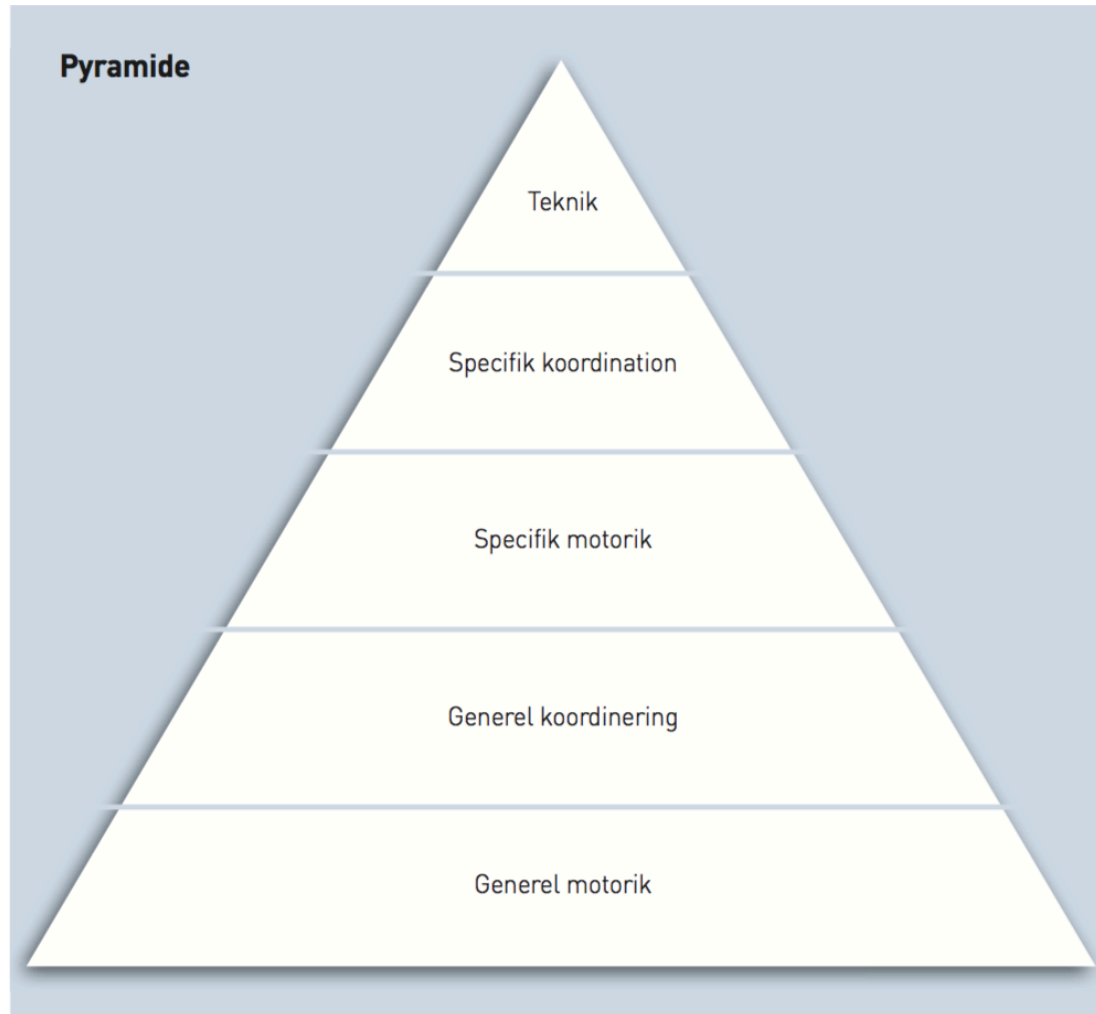 Pyramide
Teknik
Specifik koordination
Specifik motorik
Generel koordinering
Generel motorik